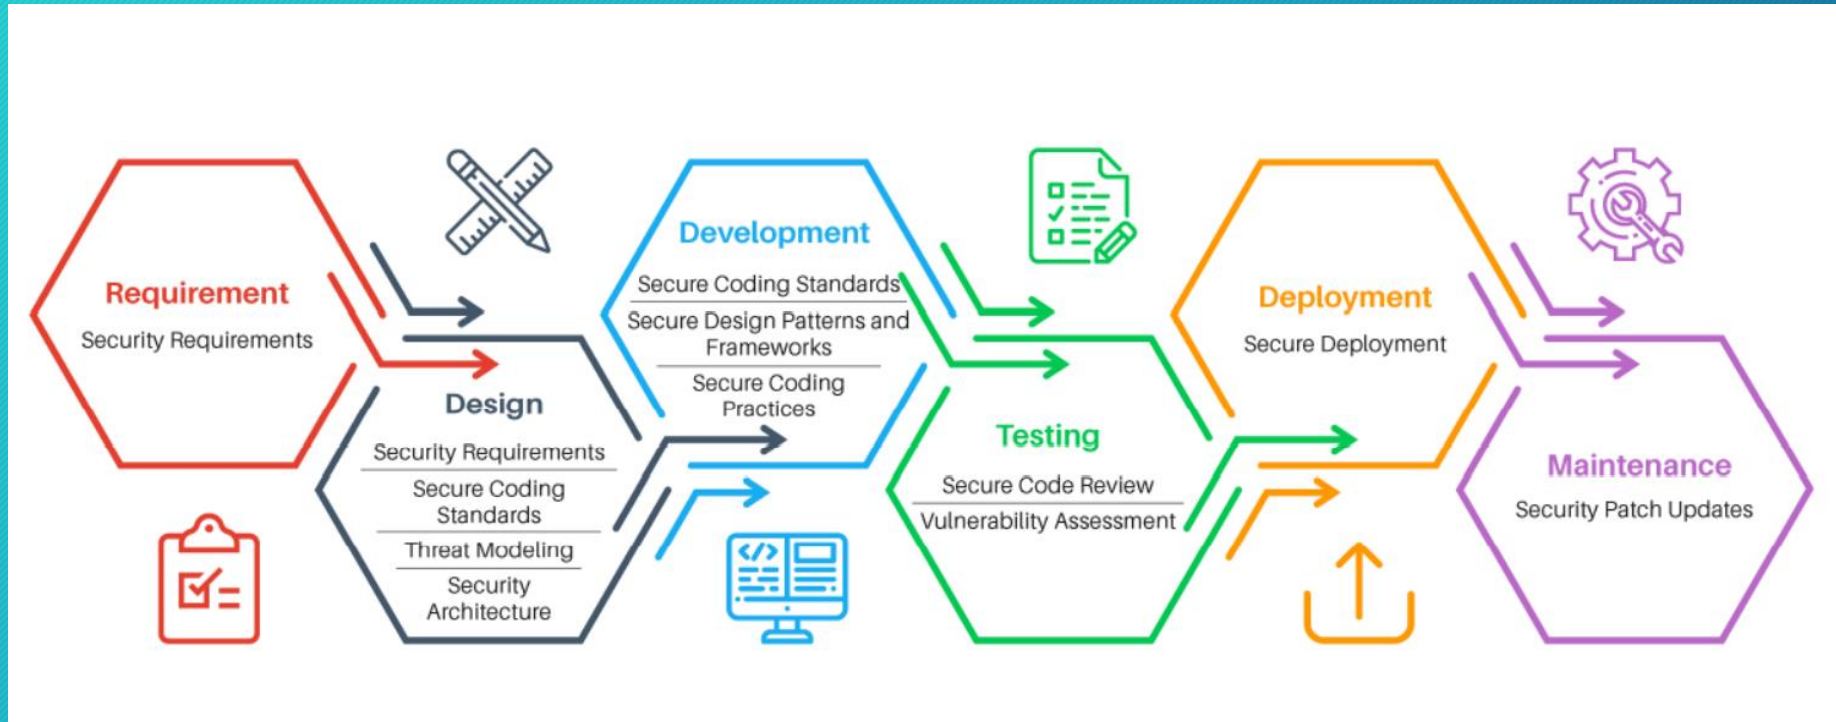 Requirement
Security Requirements
Design
Security Requirements
Secure Coding
Standards
Threat Modeling
Security
Architecture
Development
Secure Coding Standards
Secure Design Patterns and
Frameworks
Secure Coding
Practices
Testing
Secure Code Review
Vulnerability Assessment
Deployment
Secure Deployment
Maintenance
Security Patch Updates